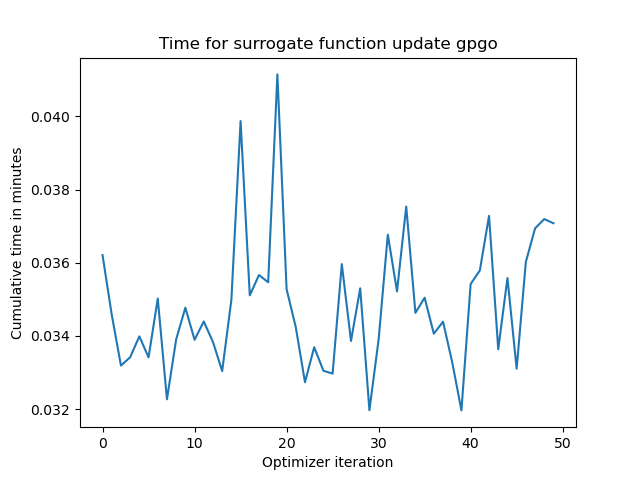 Time for surrogate function update gpgo
Cumulative time in minutes
0.040
0.038
0.036
0.034
0.032
0 10 20 30 40 50
Optimizer iteration